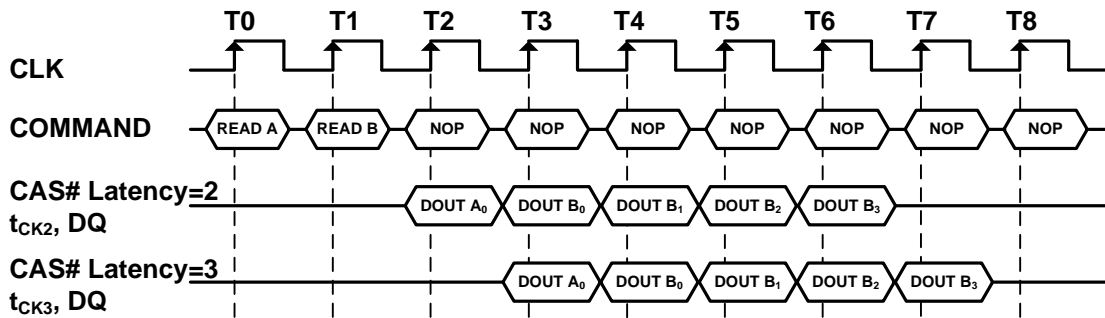 T0 T1 T2 T3 T4 T5 T6 T7 T8
CLK
COMMAND READ A READ B NOP NOP NOP NOP NOP NOP NOP
CAS# Latency=2
tCK2, DQ DOUT A0 DOUT B0 DOUT B1 DOUT B2 DOUT B3
CAS# Latency=3
tCK3, DQ DOUT A0 DOUT B0 DOUT B1 DOUT B2 DOUT B3